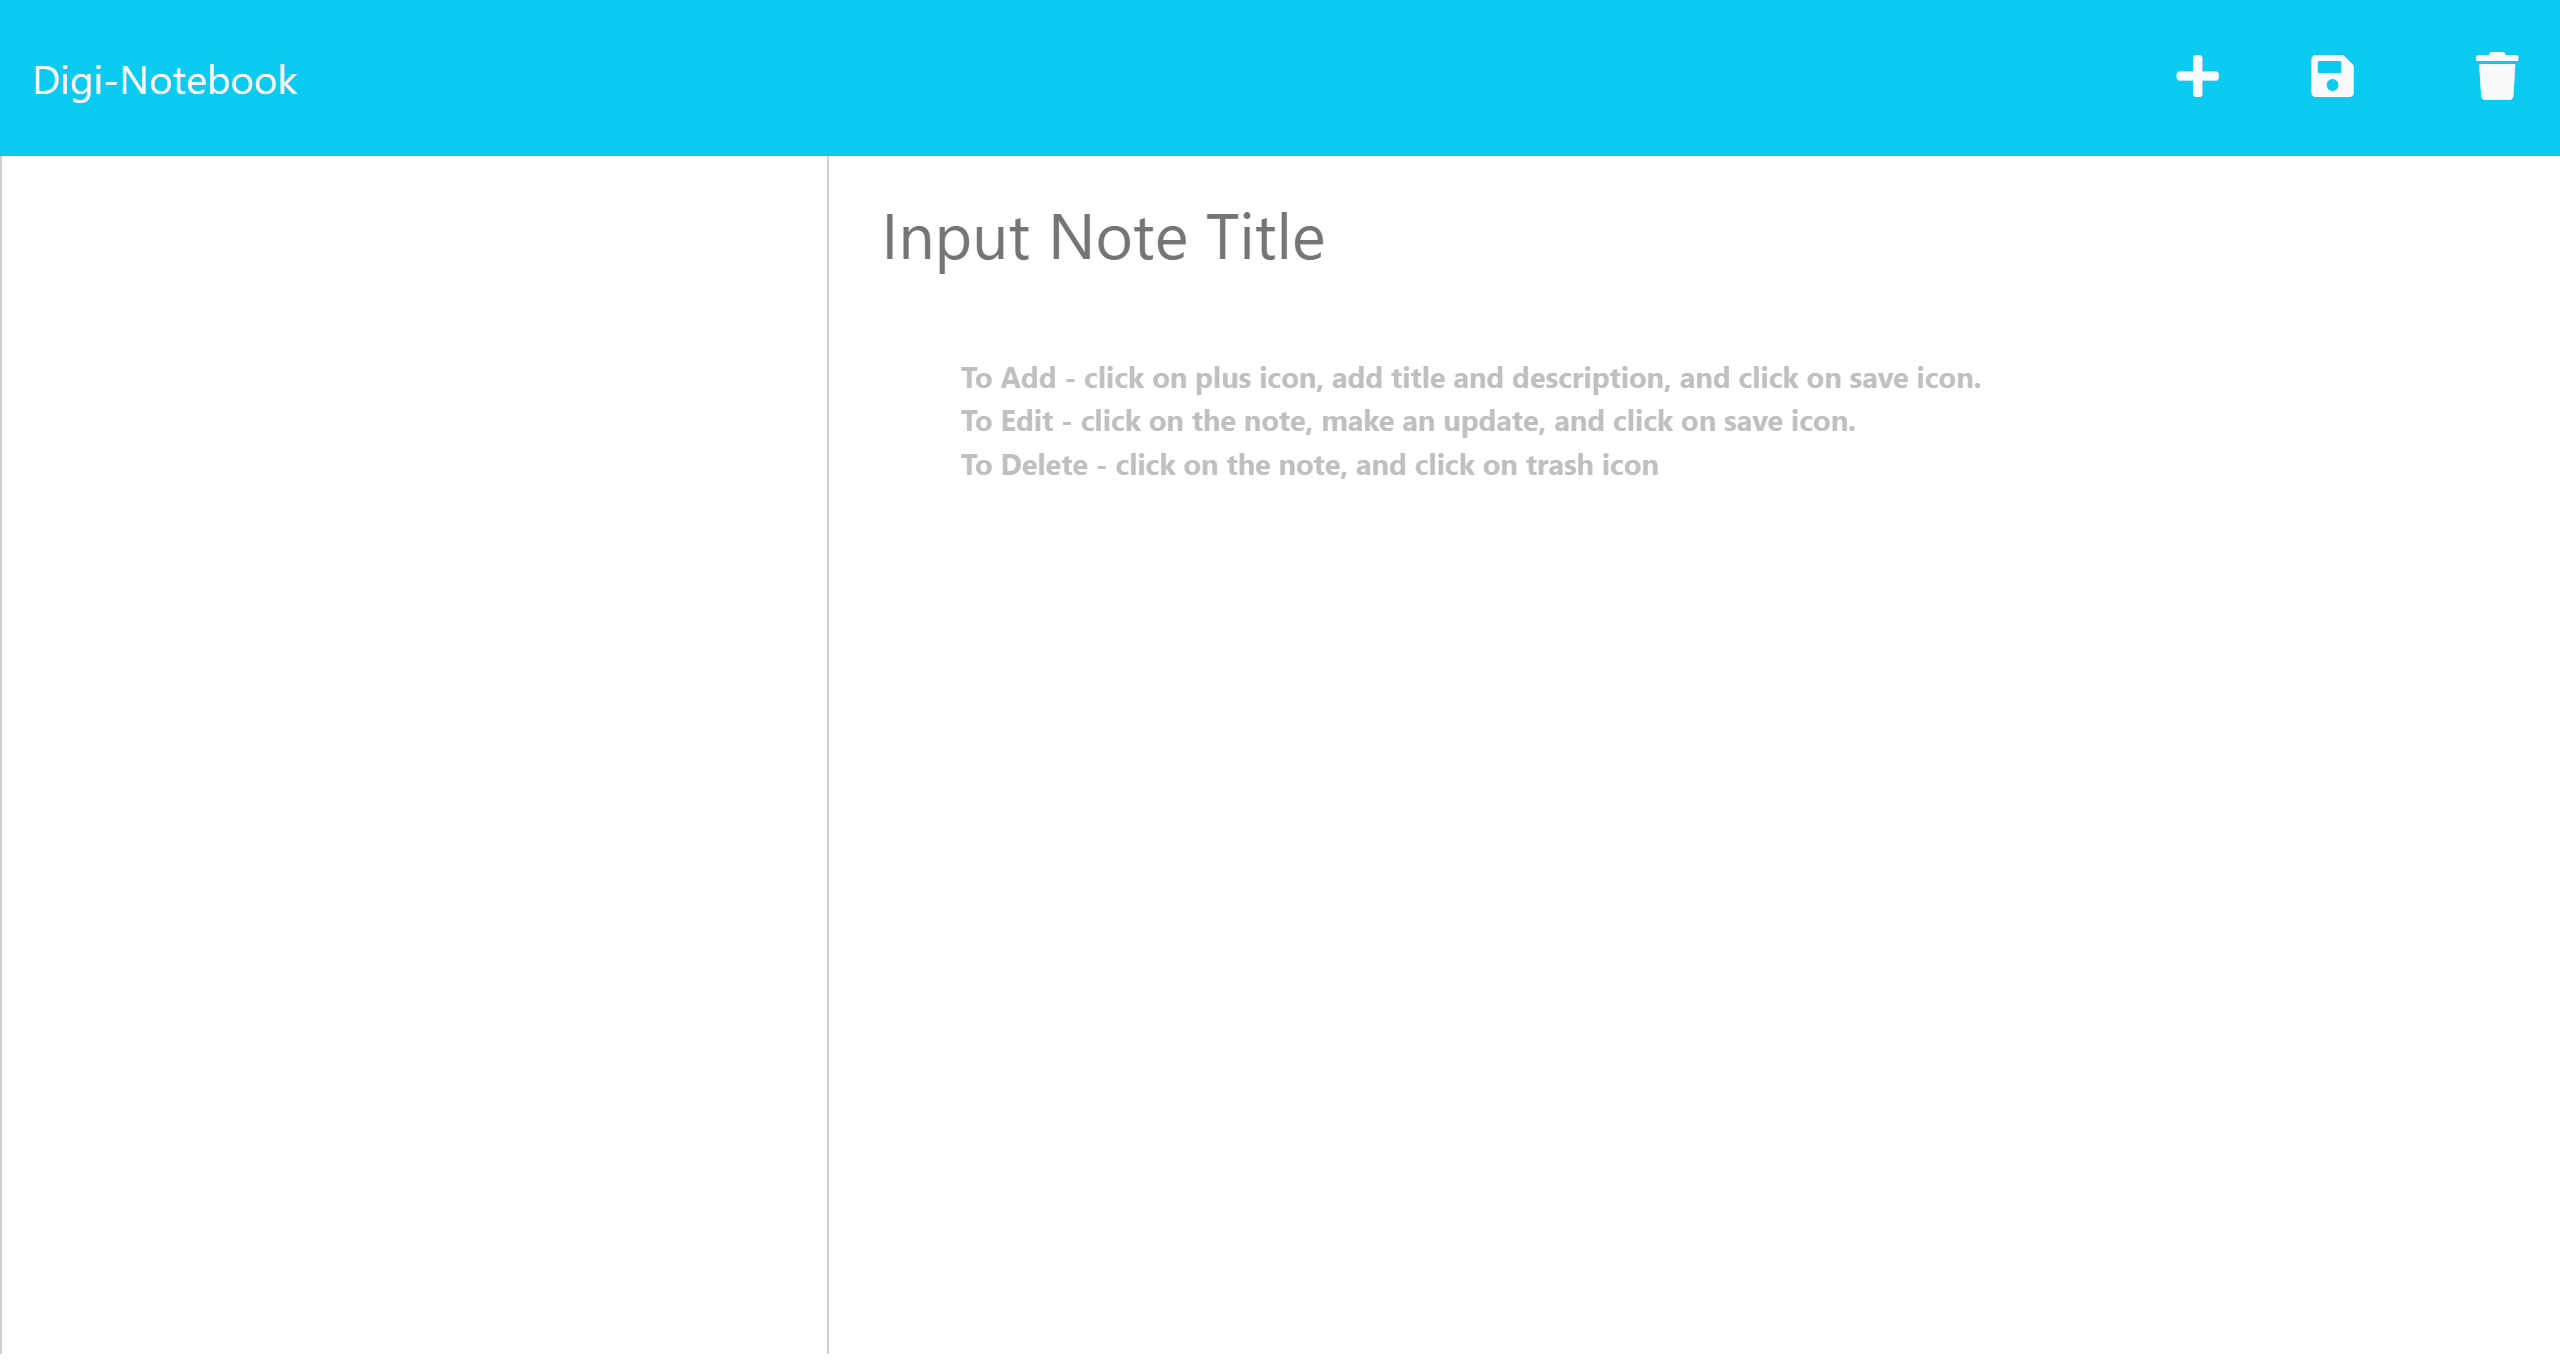 Digi-Notebook
Input Note Title
To Add - click on plus icon, add title and description, and click on save icon.
To Edit - click on the note, make an update, and click on save icon.
To Delete - click on the note, and click on trash icon